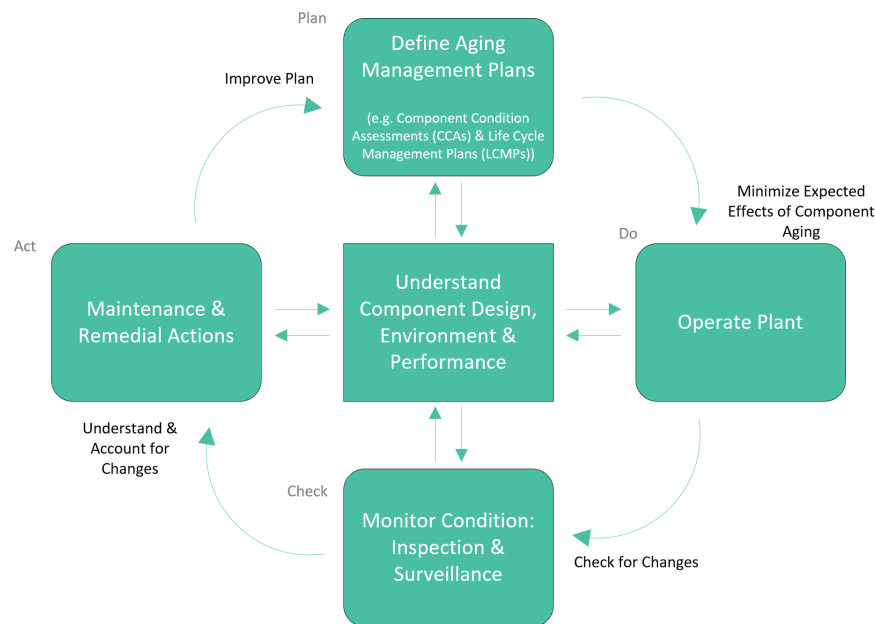 Plan
Define Aging
Management Plans
(e.g. Component Condition
Assessments (CCAs) & Life Cycle
Management Plans (LCMPs))
Improve Plan
Minimize Expected
Effects of Component
Aging
Do
Operate Plant
Act
Maintenance &
Remedial Actions
Understand
Component Design,
Environment &
Performance
Understand &
Account for
Changes
Check
Monitor Condition:
Inspection &
Surveillance
Check for Changes